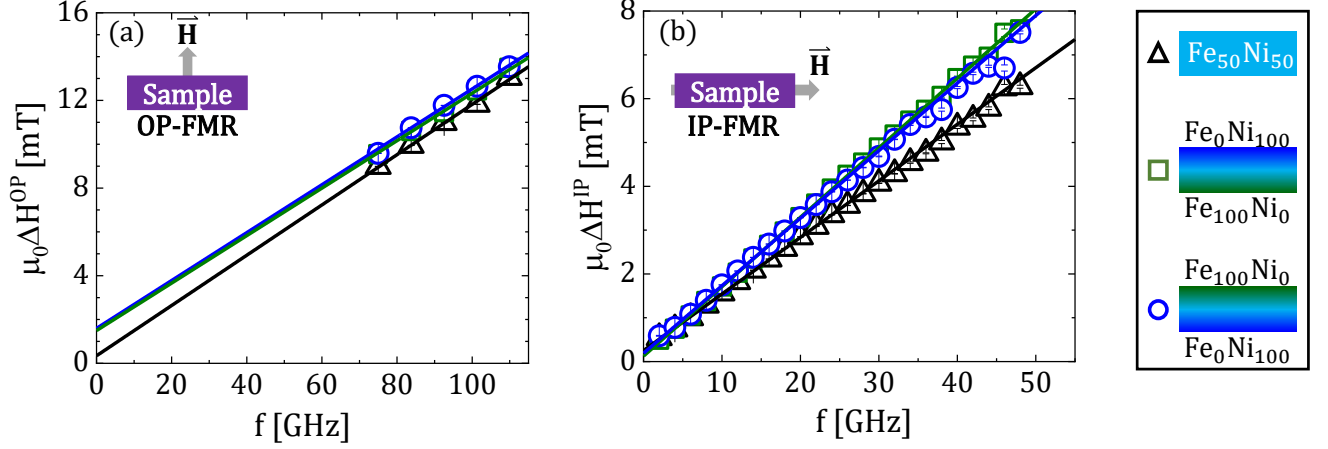 (a)
H
Sample
OP-FMR
μ₀ΔH^OP [mT]
16
12
8
4
0
0 20 40 60 80 100
f [GHz]
(b)
H
Sample
IP-FMR
μ₀ΔH^IP [mT]
8
6
4
2
0
0 10 20 30 40 50
f [GHz]
Fe₅₀Ni₅₀
Fe₀Ni₁₀₀
Fe₁₀₀Ni₀
Fe₁₀₀Ni₀
Fe₀Ni₁₀₀